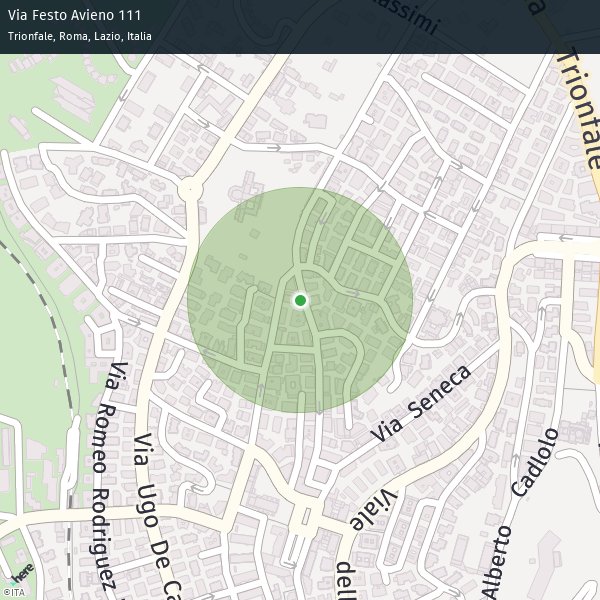 Via Festo Avieno 111
Trionfale, Roma, Lazio, Italia
assimi
Trionfale
Via Seneca
Via Romeo Rodriguez
Via Ugo De Ca
Viale
dell
Alberto Cadlolo
here
©ITA